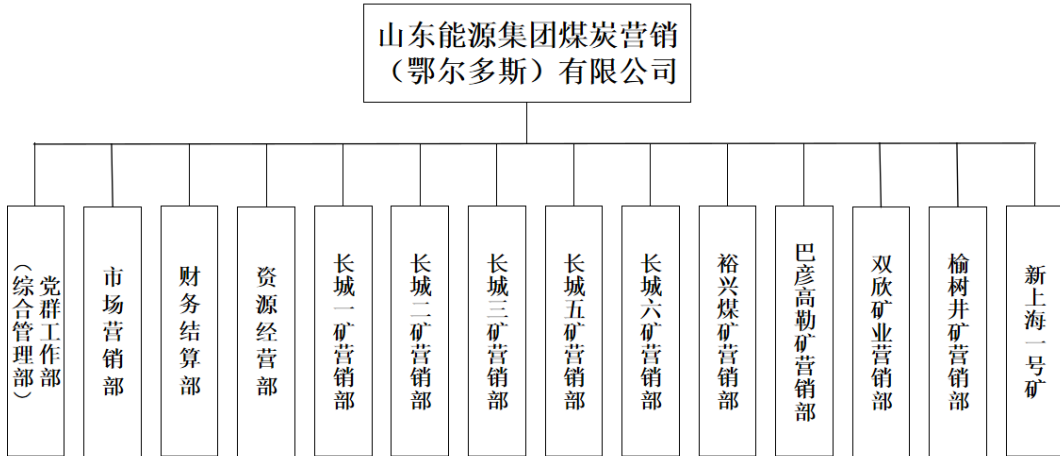 山东能源集团煤炭营销
（鄂尔多斯）有限公司
党群工作部
（综合管理部）
市场营销部
财务结算部
资源经营部
长城一矿营销部
长城二矿营销部
长城三矿营销部
长城五矿营销部
长城六矿营销部
裕兴煤矿营销部
巴彦高勒矿营销部
双欣矿业营销部
榆树井矿营销部
新上海一号矿